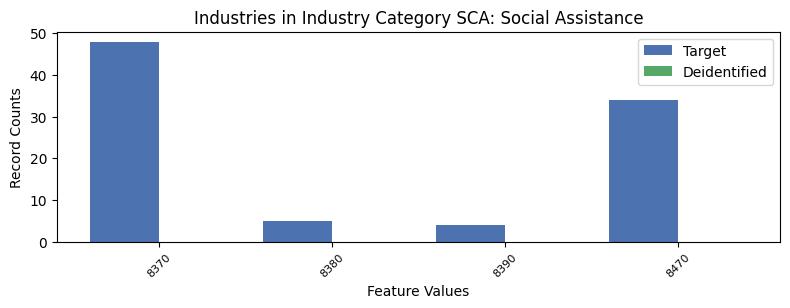 Industries in Industry Category SCA: Social Assistance
Target
Deidentified
Record Counts
50
40
30
20
10
0
8370
8380
8390
8470
Feature Values